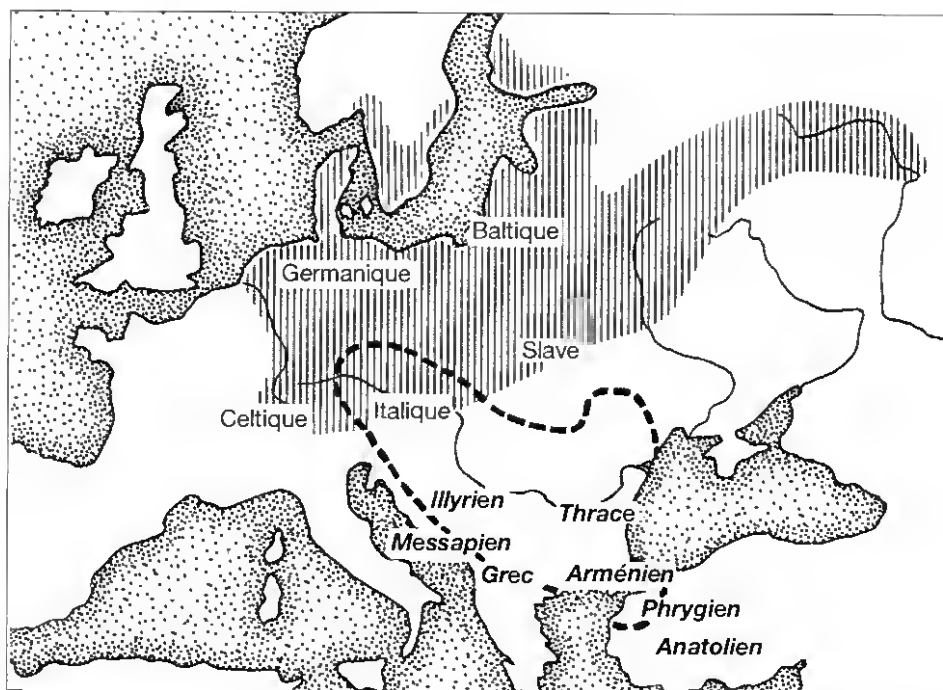 Baltique
Germanique
Slave
Celtique
Italique
Illyrien
Thrace
Messapien
Grec
Arménien
Phrygien
Anatolien